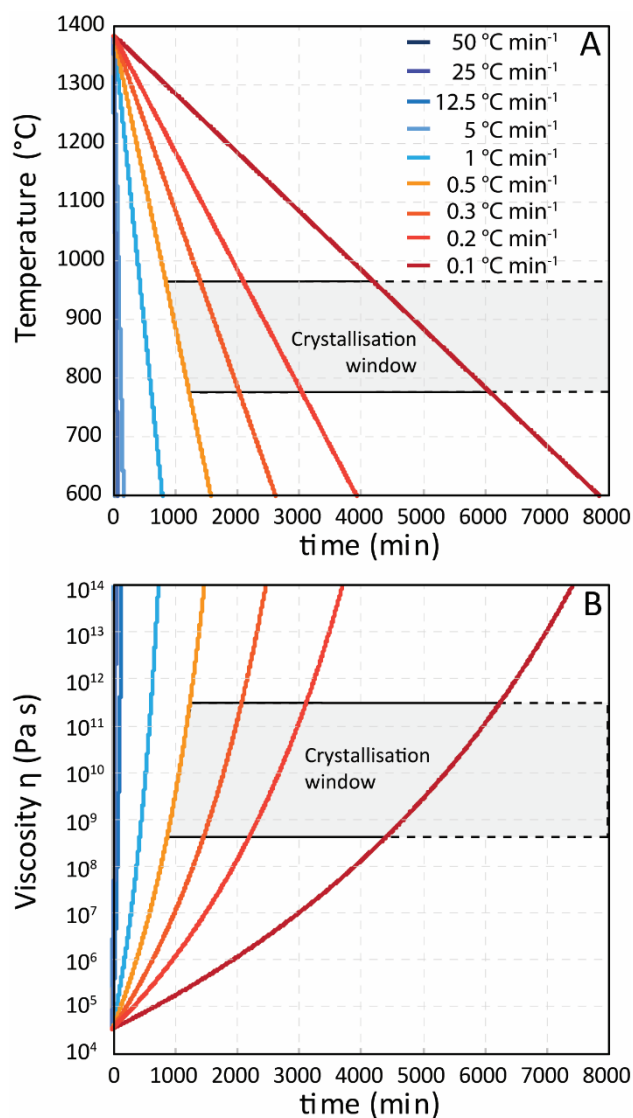 A
50 °C min⁻¹
25 °C min⁻¹
12.5 °C min⁻¹
5 °C min⁻¹
1 °C min⁻¹
0.5 °C min⁻¹
0.3 °C min⁻¹
0.2 °C min⁻¹
0.1 °C min⁻¹
Temperature (°C)
1400
1300
1200
1100
1000
900
800
700
600
Crystallisation
window
0 1000 2000 3000 4000 5000 6000 7000 8000
time (min)
B
Viscosity η (Pa s)
10¹⁴
10¹³
10¹²
10¹¹
10¹⁰
10⁹
10⁸
10⁷
10⁶
10⁵
10⁴
Crystallisation
window
0 1000 2000 3000 4000 5000 6000 7000 8000
time (min)